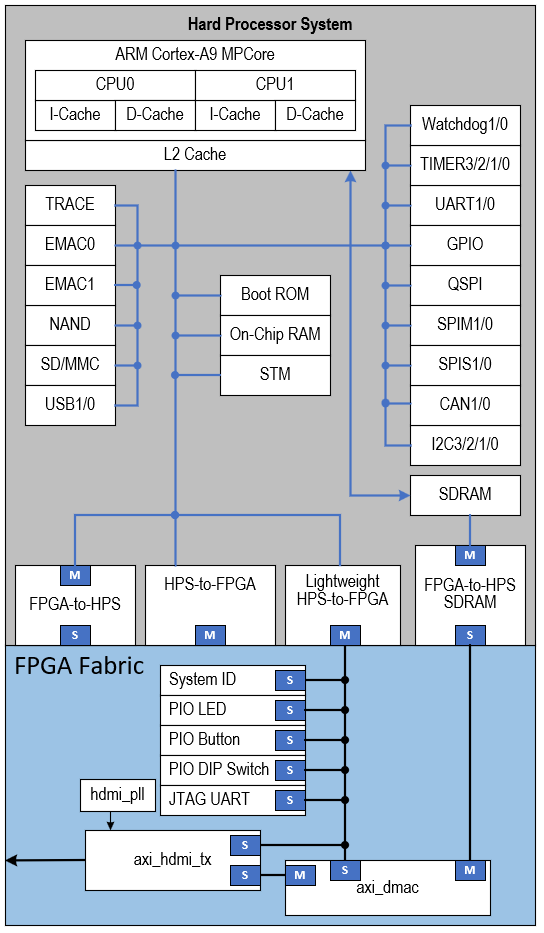 Hard Processor System
ARM Cortex-A9 MPCore
CPU0
CPU1
I-Cache
D-Cache
I-Cache
D-Cache
L2 Cache
TRACE
EMAC0
EMAC1
NAND
SD/MMC
USB1/0
Boot ROM
On-Chip RAM
STM
Watchdog1/0
TIMER3/2/1/0
UART1/0
GPIO
QSPI
SPIM1/0
SPIS1/0
CAN1/0
I2C3/2/1/0
SDRAM
M
FPGA-to-HPS
S
HPS-to-FPGA
M
Lightweight
HPS-to-FPGA
M
M
FPGA-to-HPS
SDRAM
S
FPGA Fabric
System ID
S
PIO LED
S
PIO Button
S
PIO DIP Switch
S
JTAG UART
S
hdmi_pll
axi_hdmi_tx
S
S
M
S
M
axi_dmac